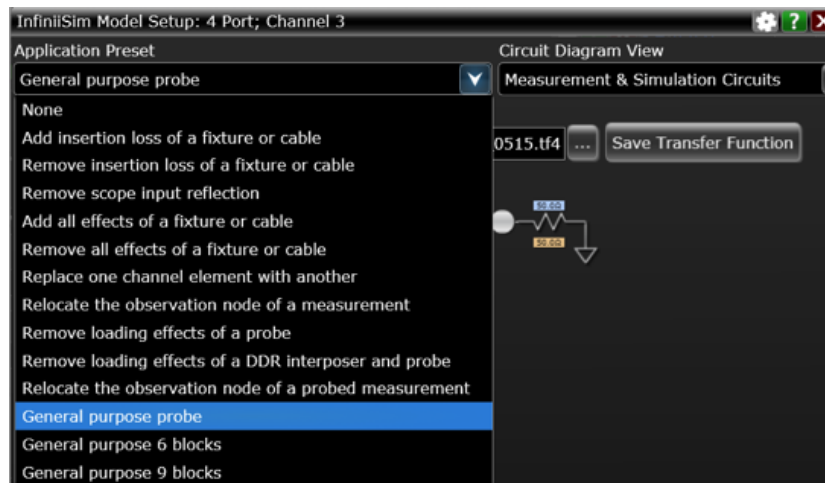 InfiniiSim Model Setup: 4 Port; Channel 3
?
X
Application Preset
Circuit Diagram View
General purpose probe
Measurement & Simulation Circuits
None
Add insertion loss of a fixture or cable
0515.tf4
...
Save Transfer Function
Remove insertion loss of a fixture or cable
Remove scope input reflection
50.0Ω
Add all effects of a fixture or cable
50.0Ω
Remove all effects of a fixture or cable
Replace one channel element with another
Relocate the observation node of a measurement
Remove loading effects of a probe
Remove loading effects of a DDR interposer and probe
Relocate the observation node of a probed measurement
General purpose probe
General purpose 6 blocks
General purpose 9 blocks